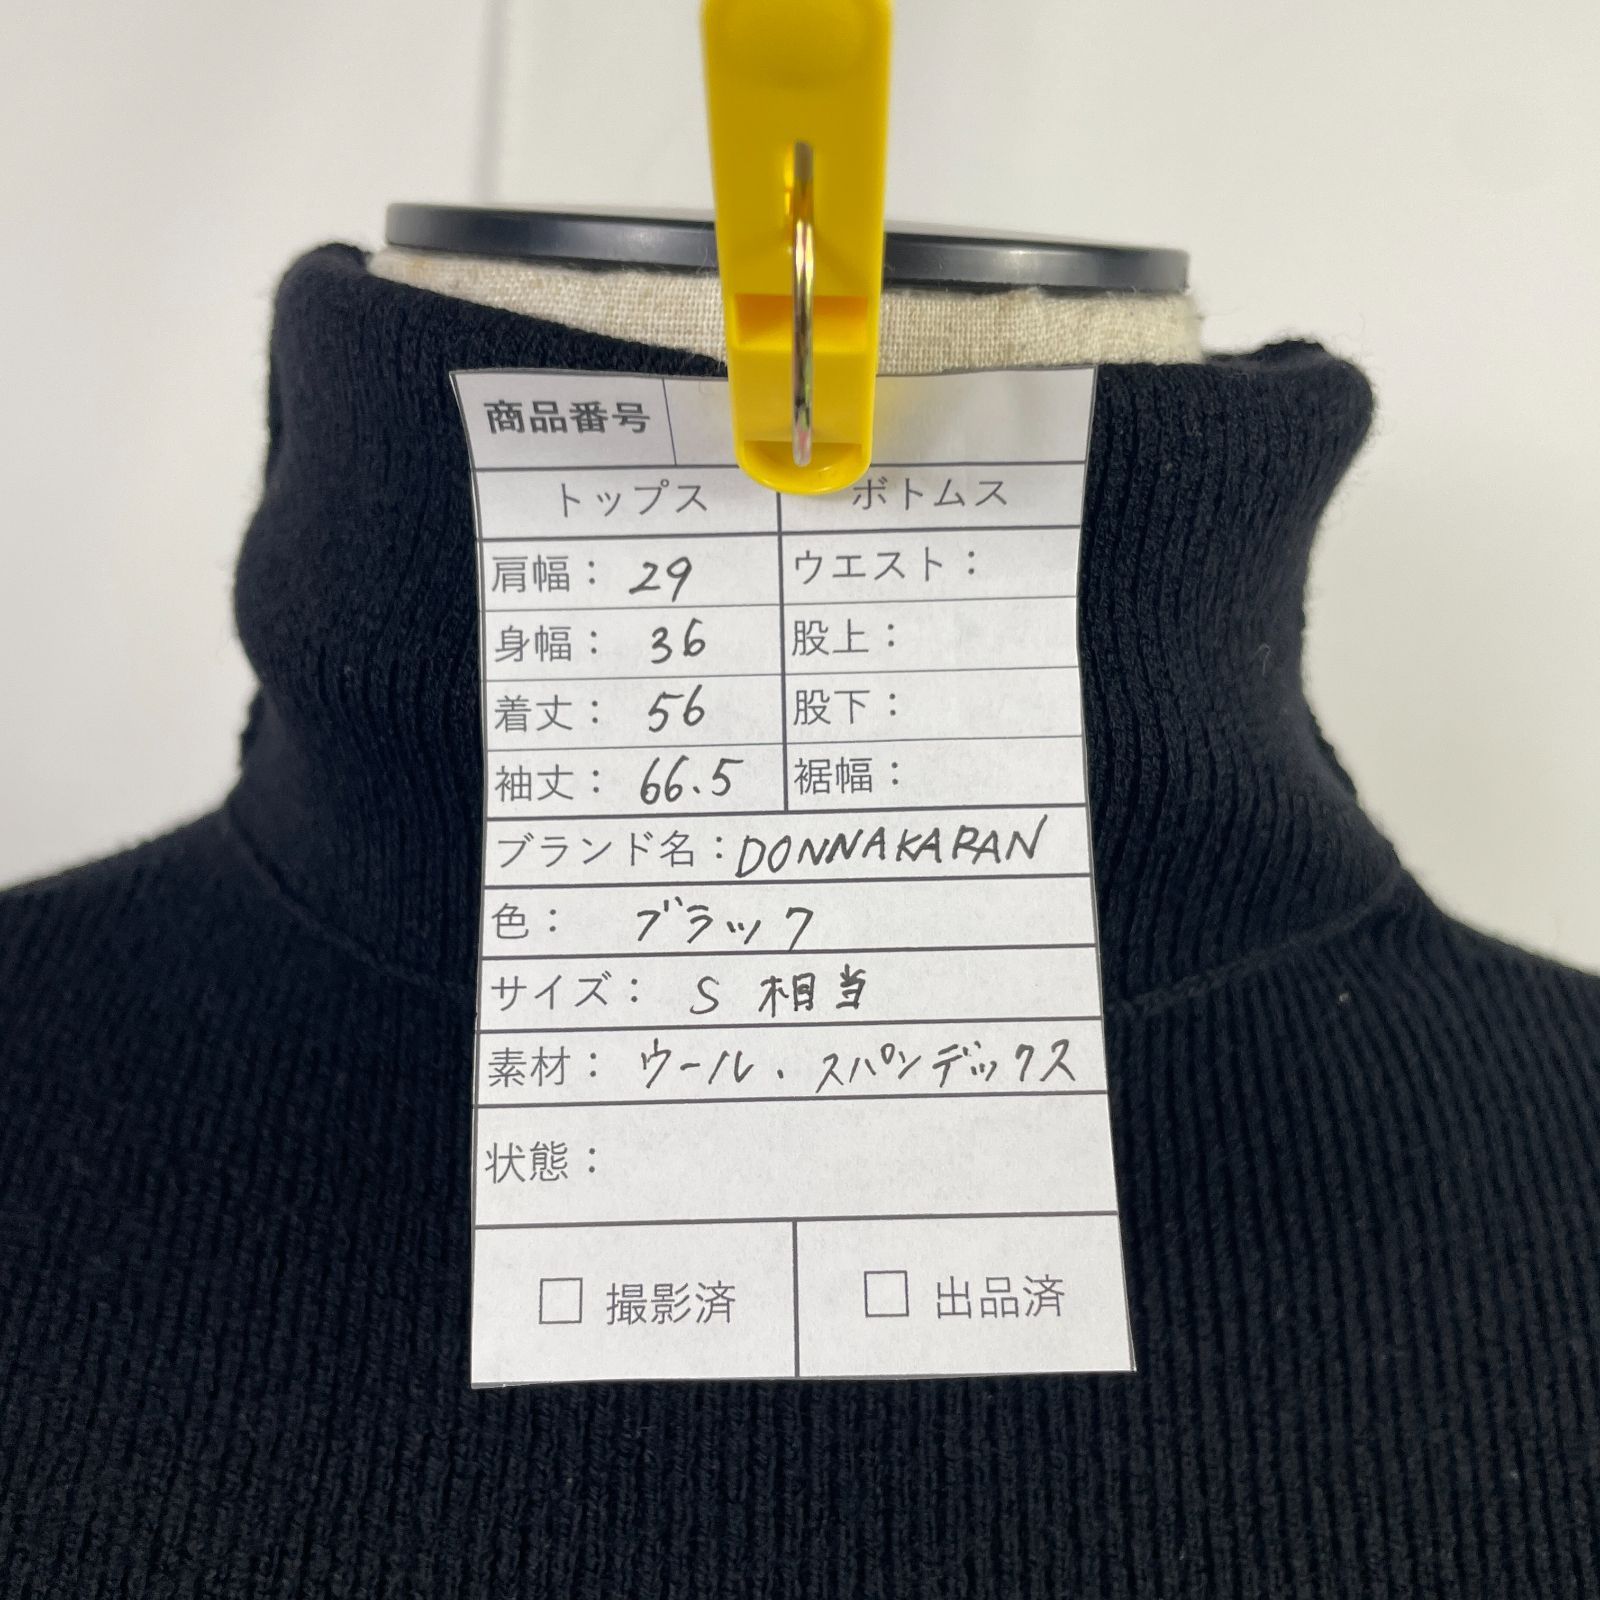 商品番号
トップス ボトムス
肩幅： 29 ウエスト：
身幅： 36 股上：
着丈： 56 股下：
袖丈： 66.5 裾幅：
ブランド名：DONNAKARAN
色： ブラック
サイズ： S 相当
素材： ウール．スパンデックス
状態：
□ 撮影済 □ 出品済